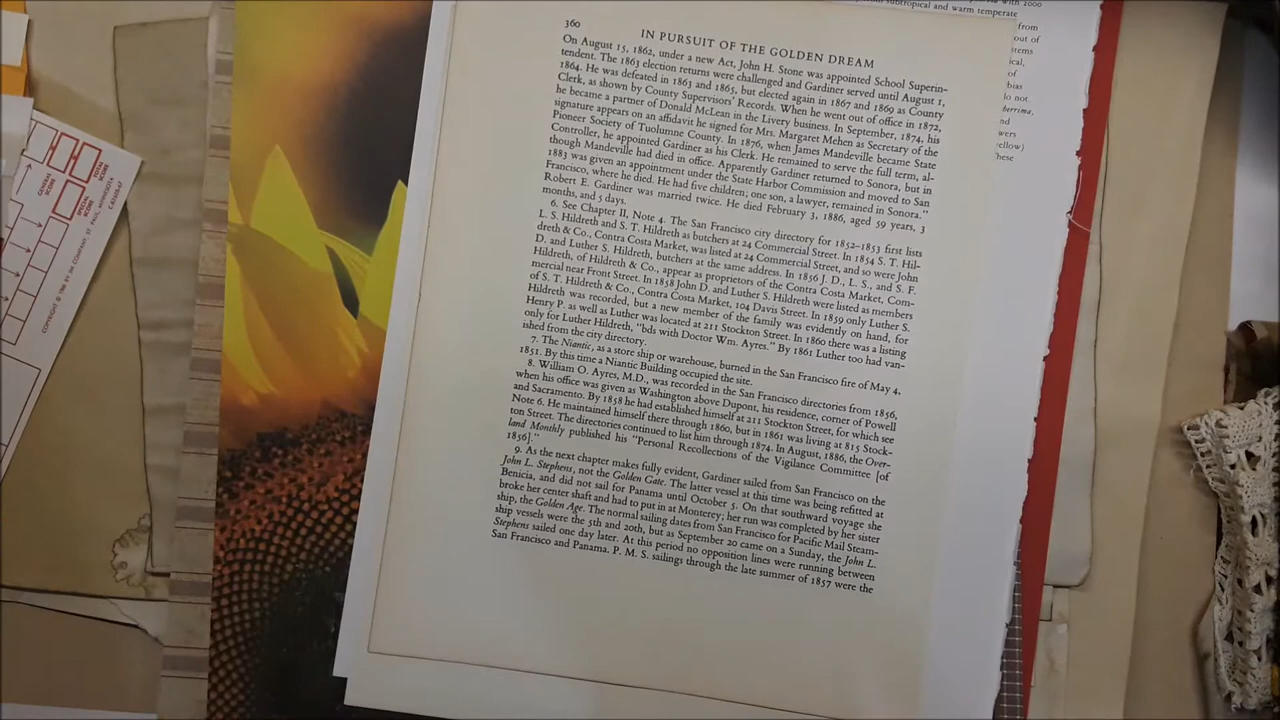 360
IN PURSUIT OF THE GOLDEN DREAM
On August 15, 1862, under a new Act, John H. Stone was appointed School Superin-
tendent. The 1863 election returns were challenged and Gardiner served until August 1,
1864. He was defeated in 1863 and 1865, but elected again in 1867 and 1869 as County
Clerk, as shown by County Supervisors' Records. When he went out of office in 1872,
he became a partner of Donald McLean in the Livery business. In September, 1874, his
signature appears on an affidavit he signed for Mrs. Margaret Mehen as Secretary of the
Pioneer Society of Tuolumne County. In 1876, when James Mandeville became State
Controller, he appointed Gardiner as his Clerk. He remained to serve the full term, al-
though Mandeville had died in office. Apparently Gardiner returned to Sonora, but in
1883 was given an appointment under the State Harbor Commission and moved to San
Francisco, where he died. He had five children; one son, a lawyer, remained in Sonora."
Robert E. Gardiner was married twice. He died February 3, 1886, aged 59 years, 3
months, and 5 days.
6. See Chapter II, Note 4. The San Francisco city directory for 1852–1853 first lists
L. S. Hildreth and S. T. Hildreth as butchers at 24 Commercial Street. In 1854 S. T. Hil-
dreth & Co., Contra Costa Market, was listed at 24 Commercial Street, and so were John
D. and Luther S. Hildreth, butchers at the same address. In 1856 J. D., L. S., and S. F.
Hildreth, of Hildreth & Co., appear as proprietors of the Contra Costa Market, Com-
mercial near Front Street. In 1858 John D. and Luther S. Hildreth were listed as members
of S. T. Hildreth & Co., Contra Costa Market, 104 Davis Street. In 1859 only Luther S.
Hildreth was recorded, but a new member of the family was evidently on hand, for
Henry P. as well as Luther was located at 211 Stockton Street. In 1860 there was a listing
only for Luther Hildreth, "bds with Doctor Wm. Ayres." By 1861 Luther too had van-
ished from the city directory.
7. The Niantic, as a store ship or warehouse, burned in the San Francisco fire of May 4,
1851. By this time a Niantic Building occupied the site.
8. William O. Ayres, M.D., was recorded in the San Francisco directories from 1856,
when his office was given as Washington above Dupont, his residence, corner of Powell
and Sacramento. By 1858 he had established himself at 211 Stockton Street, for which see
Note 6. He maintained himself there through 1860, but in 1861 was living at 815 Stock-
ton Street. The directories continued to list him through 1874. In August, 1886, the Over-
land Monthly published his "Personal Recollections of the Vigilance Committee [of
1856]."
9. As the next chapter makes fully evident, Gardiner sailed from San Francisco on the
John L. Stephens, not the Golden Gate. The latter vessel at this time was being refitted at
Benicia, and did not sail for Panama until October 5. On that southward voyage she
broke her center shaft and had to put in at Monterey; her run was completed by her sister
ship, the Golden Age. The normal sailing dates from San Francisco for Pacific Mail Steam-
ship vessels were the 5th and 20th, but as September 20 came on a Sunday, the John L.
Stephens sailed one day later. At this period no opposition lines were running between
San Francisco and Panama. P. M. S. sailings through the late summer of 1857 were the
with 2000
subtropical and warm temperate
from
out of
stems
ical,
of
bias
do not
berrima,
nd
wers
yellow)
These
GENERAL
SCORE
TOTAL
SCORE
SPECIAL
SCORE
ST. PAUL, MINNESOTA